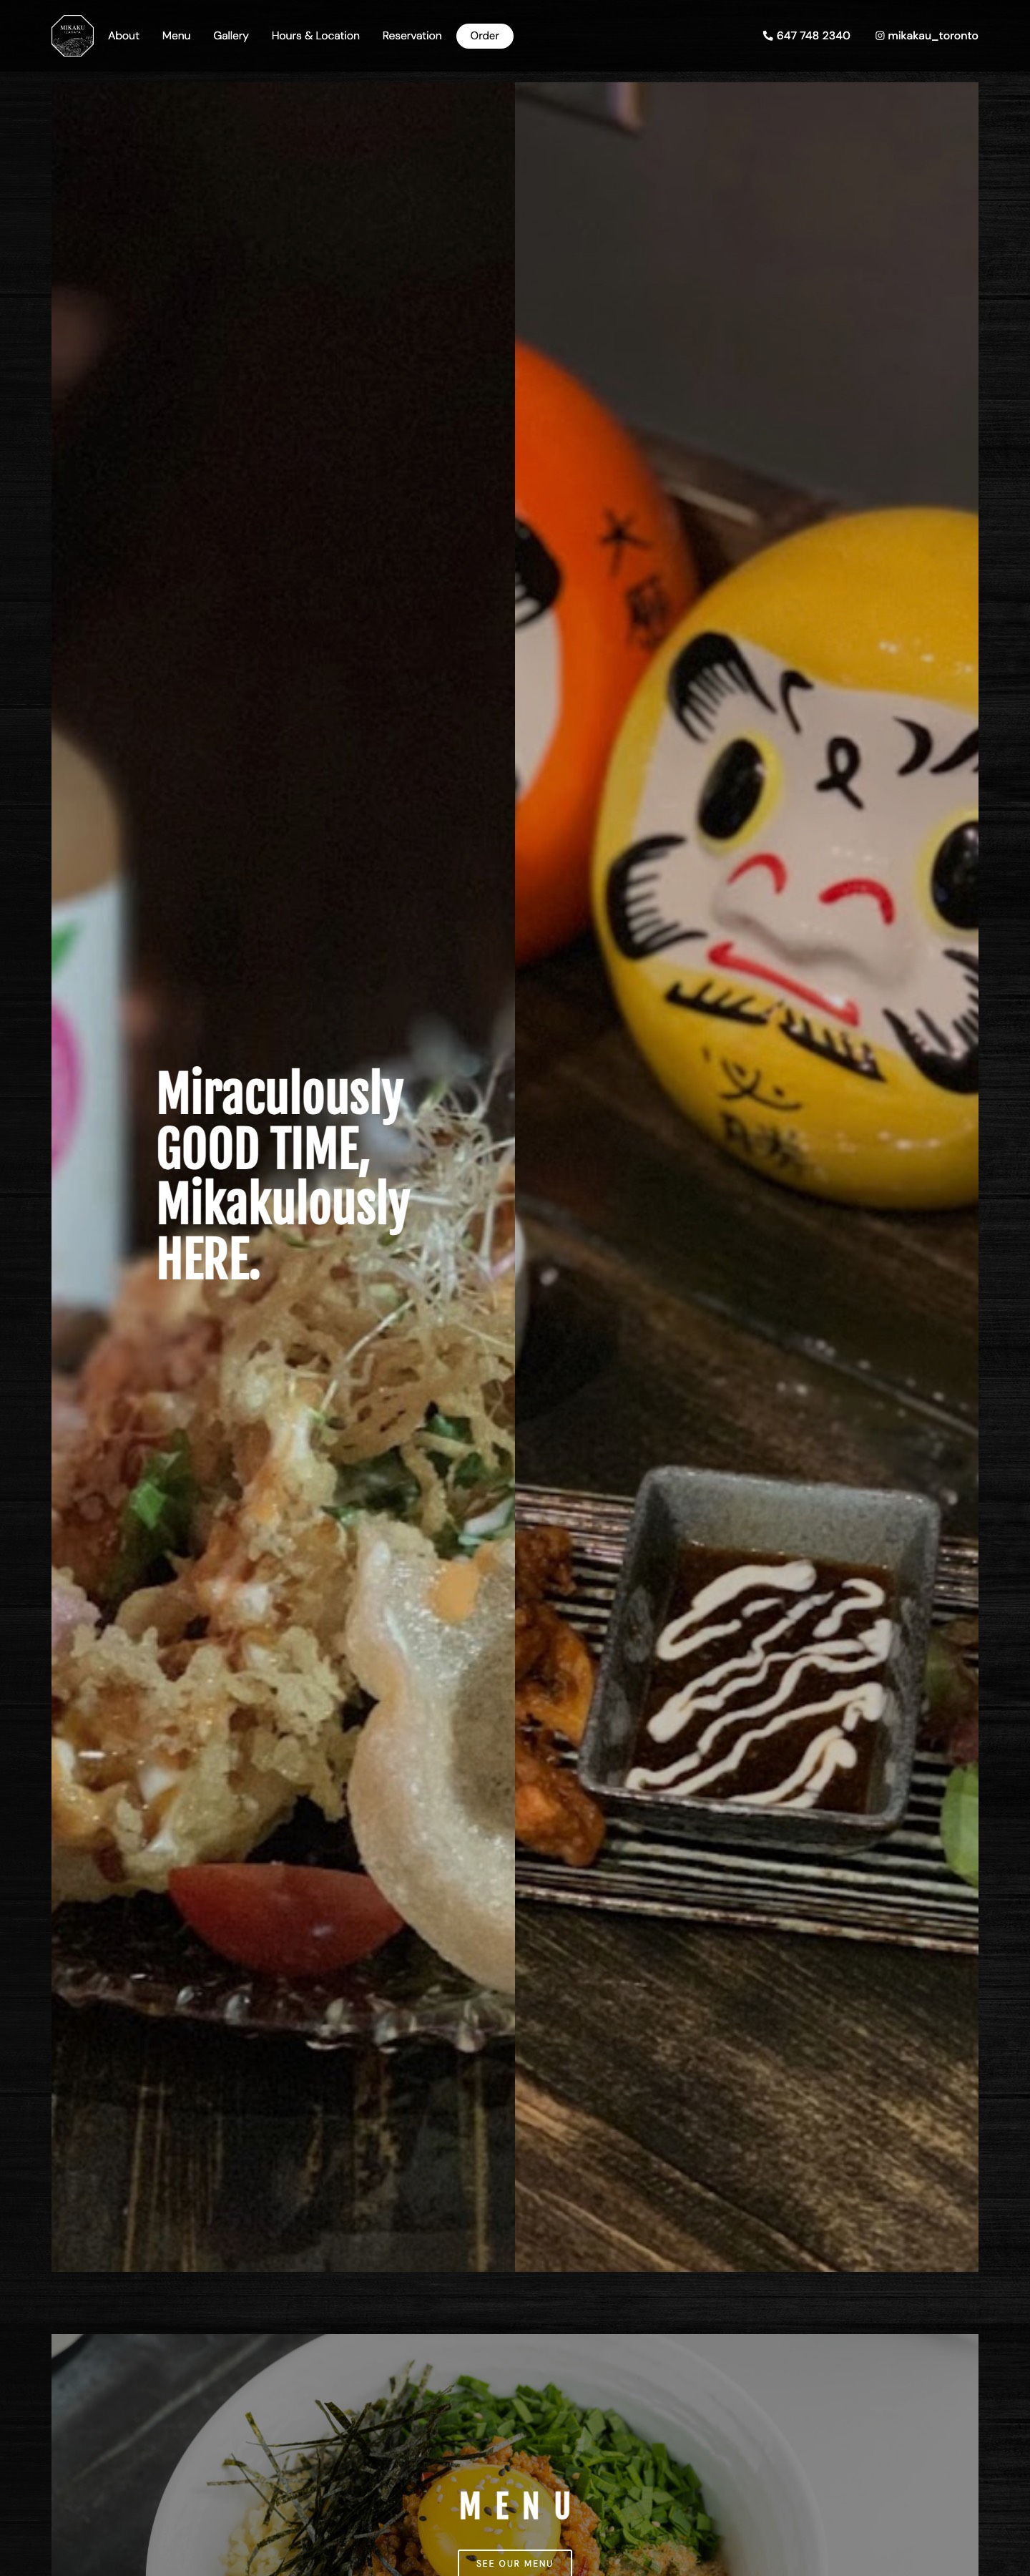 MIKAKU
About
Menu
Gallery
Hours & Location
Reservation
Order
647 748 2340
mikakau_toronto
Miraculously
GOOD TIME,
Mikakulously
HERE.
MENU
SEE OUR MENU